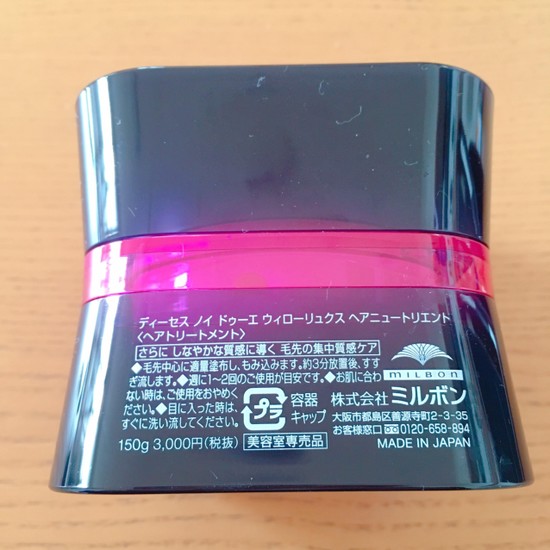 ディーセス ノイ ドゥーエ ウィローリュクス ヘアニュートリエント
〈ヘアトリートメント〉
さらに しなやかな質感に導く 毛先の集中質感ケア
◆毛先中心に適量塗布し、もみ込みます。約3分放置後、すす
ぎ流します。◆週に1〜2回のご使用が目安です。◆お肌に合わ
ない時は、ご使用をおやめく
ださい。◆目に入った時は、
すぐに洗い流してください。
150g 3,000円(税抜) 美容室専売品
プラ
容器
キャップ
MILBON
株式会社 ミルボン
大阪市都島区善源寺町2-3-35
お客様窓口 0120-658-894
MADE IN JAPAN